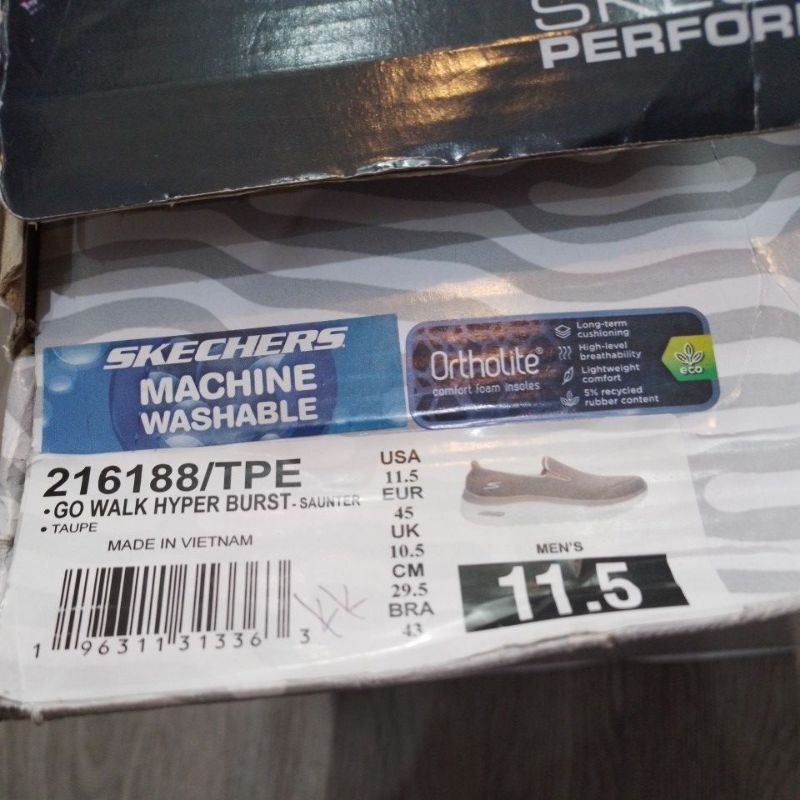 PERFOR
SKECHERS
MACHINE
WASHABLE
Ortholite®
comfort foam insoles
Long-term
cushioning
High-level
breathability
Lightweight
comfort
5% recycled
rubber content
eco
216188/TPE
• GO WALK HYPER BURST - SAUNTER
• TAUPE
MADE IN VIETNAM
1 96311 31336 3
USA
11.5
EUR
45
UK
10.5
CM
29.5
BRA
43
MEN'S
11.5